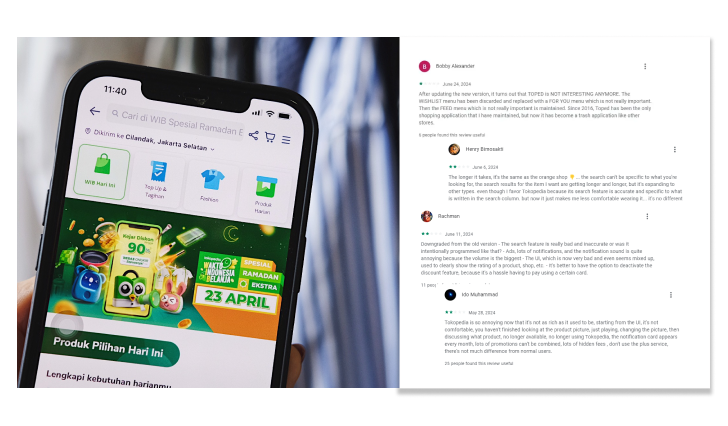 11:40
Cari di WIB Spesial Ramadan E
Dikirim ke Cilandak, Jakarta Selatan
WIB Hari Ini
Top-Up &
Tagihan
Fashion
Produk
Harian
Kejar Diskon
90%
tokopedia
WAKTU
INDONESIA
BELANJA
SPESIAL
RAMADAN
EKSTRA
23 APRIL
Produk Pilihan Hari Ini
Lengkapi kebutuhan harianmu
B
Bobby Alexander
June 24, 2024
After updating the new version, it turns out that TOPED is NOT INTERESTING ANYMORE. The
WISHLIST menu has been discarded and replaced with a FOR YOU menu which is not really important.
Then the FEED menu which is not really important is maintained. Since 2016, Toped has been the only
shopping application that I have maintained, but now it has become a trash application like other
stores.
6 people found this review useful
Henry Bimosakti
June 6, 2024
The longer it takes, it's the same as the orange shop 👎 ... the search can't be specific to what you're
looking for, the search results for the item I want are getting longer and longer, but it's expanding to
other types. even though I favor Tokopedia because its search feature is accurate and specific to what
is written in the search column. but now it just makes me less comfortable wearing it... it's no different
Rachman
June 11, 2024
Downgraded from the old version - The search feature is really bad and inaccurate or was it
intentionally programmed like that? - Ads, lots of notifications, and the notification sound is quite
annoying because the volume is the biggest - The UI, which is now very bad and even seems mixed up,
used to clearly show the rating of a product, shop, etc. - it's better to have the option to deactivate the
discount feature, because it's a hassle having to pay using a certain card.
11 peop
ido Muhammad
May 28, 2024
Tokopedia is so annoying now that it's not as rich as it used to be, starting from the UI, it's not
comfortable, you haven't finished looking at the product picture, just playing, changing the picture, then
discussing what product, no longer available, no longer using Tokopedia, the notification card appears
every month, lots of promotions can't be combined, lots of hidden fees , don't use the plus service,
there's not much difference from normal users.
23 people found this review useful